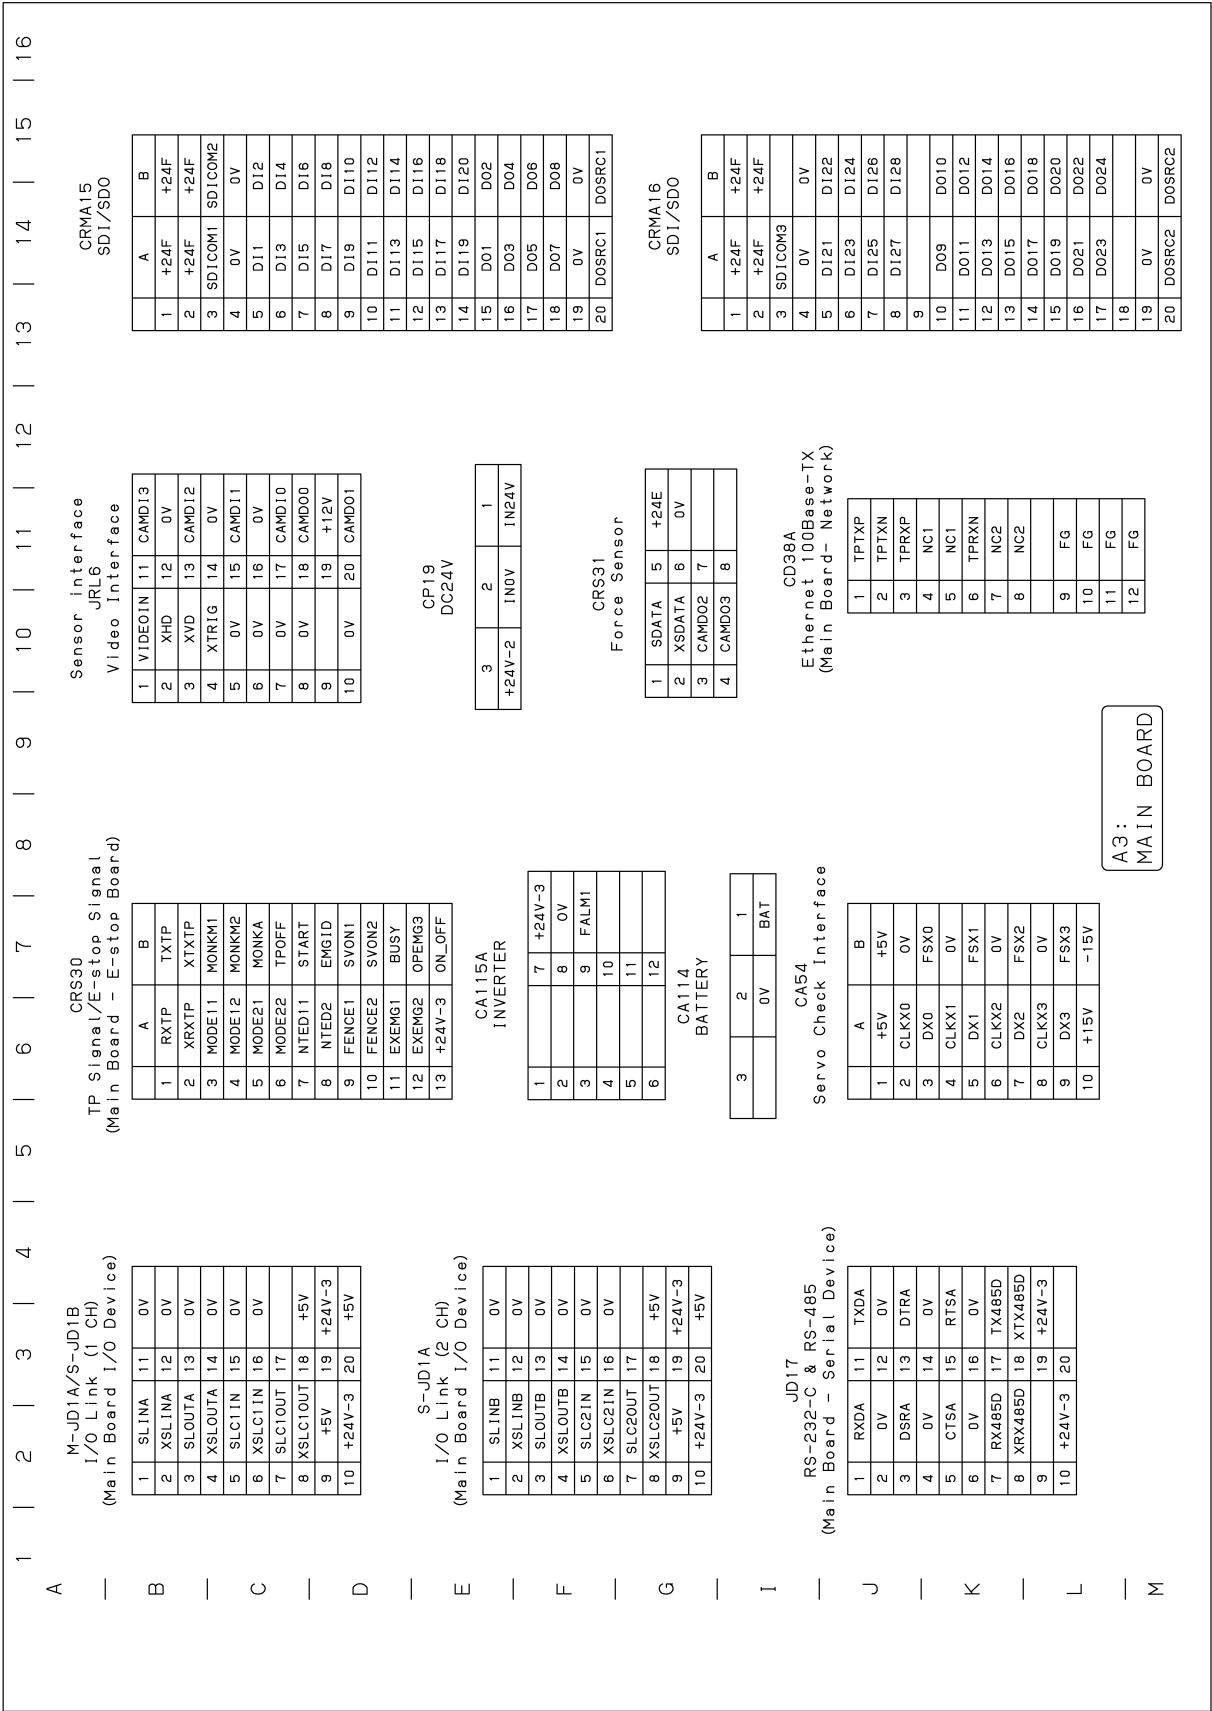 1 | 2 | 3 | 4 | 5 | 6 | 7 | 8 | 9 | 10 | 11 | 12 | 13 | 14 | 15 | 16
A
B
C
D
E
F
G
I
J
K
L
M
M-JD1A/S-JD1B
I/O Link (1 CH)
(Main Board I/O Device)
1 SLINA 11 0V
2 XSLINA 12 0V
3 SLOUTA 13 0V
4 XSLOUTA 14 0V
5 SLC1IN 15 0V
6 XSLC1IN 16 0V
7 SLC1OUT 17
8 XSLC1OUT 18 +5V
9 +5V 19 +24V-3
10 +24V-3 20 +5V
S-JD1A
I/O Link (2 CH)
(Main Board I/O Device)
1 SLINB 11 0V
2 XSLINB 12 0V
3 SLOUTB 13 0V
4 XSLOUTB 14 0V
5 SLC2IN 15 0V
6 XSLC2IN 16 0V
7 SLC2OUT 17
8 XSLC2OUT 18 +5V
9 +5V 19 +24V-3
10 +24V-3 20 +5V
JD17
RS-232-C & RS-485
(Main Board - Serial Device)
1 RXDA 11 TXDA
2 0V 12 0V
3 DSRA 13 DTRA
4 0V 14 0V
5 CTSA 15 RTSA
6 0V 16 0V
7 RX485D 17 TX485D
8 XRX485D 18 XTX485D
9 19 +24V-3
10 +24V-3 20
CRS30
TP Signal/E-stop Signal
(Main Board - E-stop Board)
A B
1 RXTP TXTP
2 XRXTP XTXTP
3 MODE11 MONKM1
4 MODE12 MONKM2
5 MODE21 MONKA
6 MODE22 TPOFF
7 NTED11 START
8 NTED2 EMGID
9 FENCE1 SVON1
10 FENCE2 SVON2
11 EXEMG1 BUSY
12 EXEMG2 OPEMG3
13 +24V-3 ON_OFF
CA115A
INVERTER
1 7 +24V-3
2 8 0V
3 9 FALM1
4 10
5 11
6 12
CA114
BATTERY
3 2 1
0V BAT
CA54
Servo Check Interface
A B
1 +5V +5V
2 CLKX0 0V
3 DX0 FSX0
4 CLKX1 0V
5 DX1 FSX1
6 CLKX2 0V
7 DX2 FSX2
8 CLKX3 0V
9 DX3 FSX3
10 +15V -15V
Sensor interface
JRL6
Video Interface
1 VIDEOIN 11 CAMDI3
2 XHD 12 0V
3 XVD 13 CAMDI2
4 XTRIG 14 0V
5 0V 15 CAMDI1
6 0V 16 0V
7 0V 17 CAMDI0
8 0V 18 CAMDO0
9 19 +12V
10 0V 20 CAMDO1
CP19
DC24V
3 2 1
+24V-2 IN0V IN24V
CRS31
Force Sensor
1 SDATA 5 +24E
2 XSDATA 6 0V
3 CAMDO2 7
4 CAMDO3 8
CD38A
Ethernet 100Base-TX
(Main Board- Network)
1 TPTXP
2 TPTXN
3 TPRXP
4 NC1
5 NC1
6 TPRXN
7 NC2
8 NC2
9 FG
10 FG
11 FG
12 FG
CRMA15
SDI/SDO
A B
1 +24F +24F
2 +24F +24F
3 SDICOM1 SDICOM2
4 0V 0V
5 DI1 DI2
6 DI3 DI4
7 DI5 DI6
8 DI7 DI8
9 DI9 DI10
10 DI11 DI12
11 DI13 DI14
12 DI15 DI16
13 DI17 DI18
14 DI19 DI20
15 DO1 DO2
16 DO3 DO4
17 DO5 DO6
18 DO7 DO8
19 0V 0V
20 DOSRC1 DOSRC1
CRMA16
SDI/SDO
A B
1 +24F +24F
2 +24F +24F
3 SDICOM3
4 0V 0V
5 DI21 DI22
6 DI23 DI24
7 DI25 DI26
8 DI27 DI28
9
10 DO9 DO10
11 DO11 DO12
12 DO13 DO14
13 DO15 DO16
14 DO17 DO18
15 DO19 DO20
16 DO21 DO22
17 DO23 DO24
18
19 0V 0V
20 DOSRC2 DOSRC2
A3:
MAIN BOARD